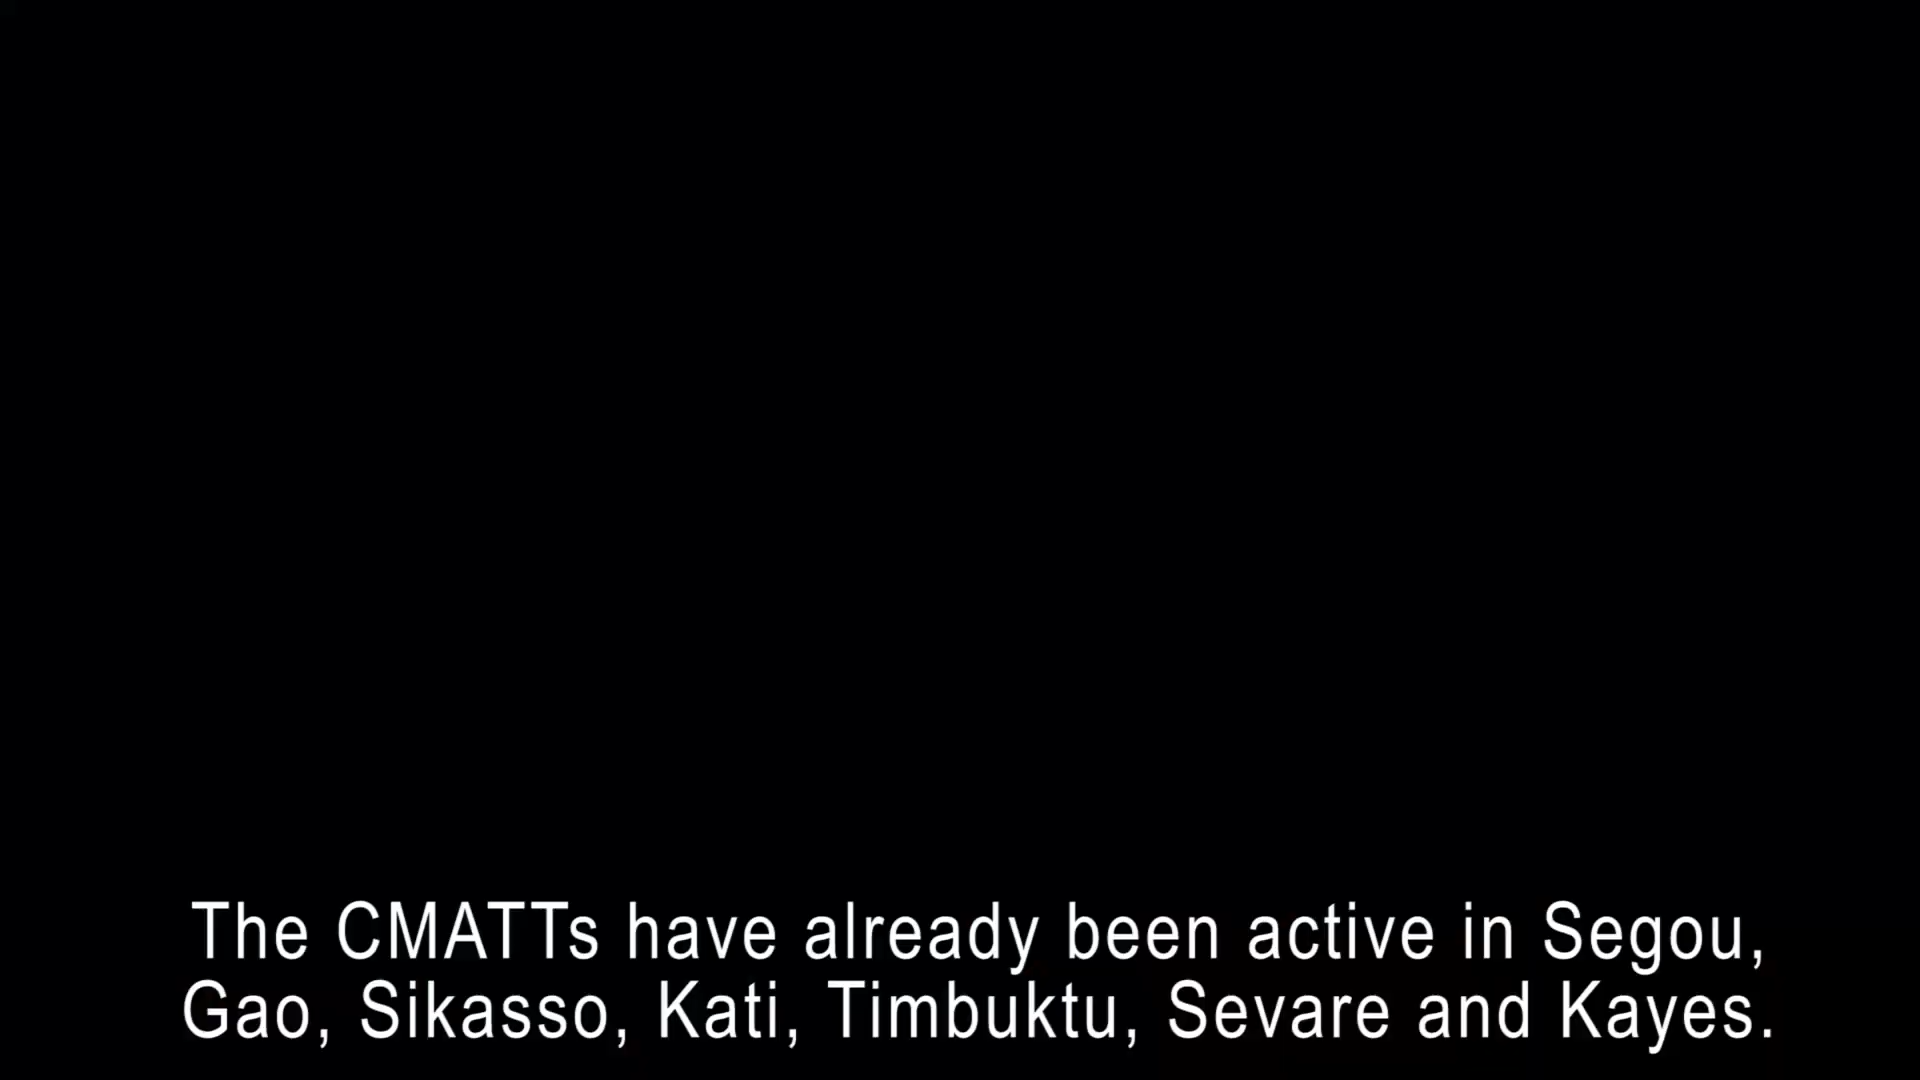 The CMATTs have already been active in Segou,
Gao, Sikasso, Kati, Timbuktu, Sevare and Kayes.